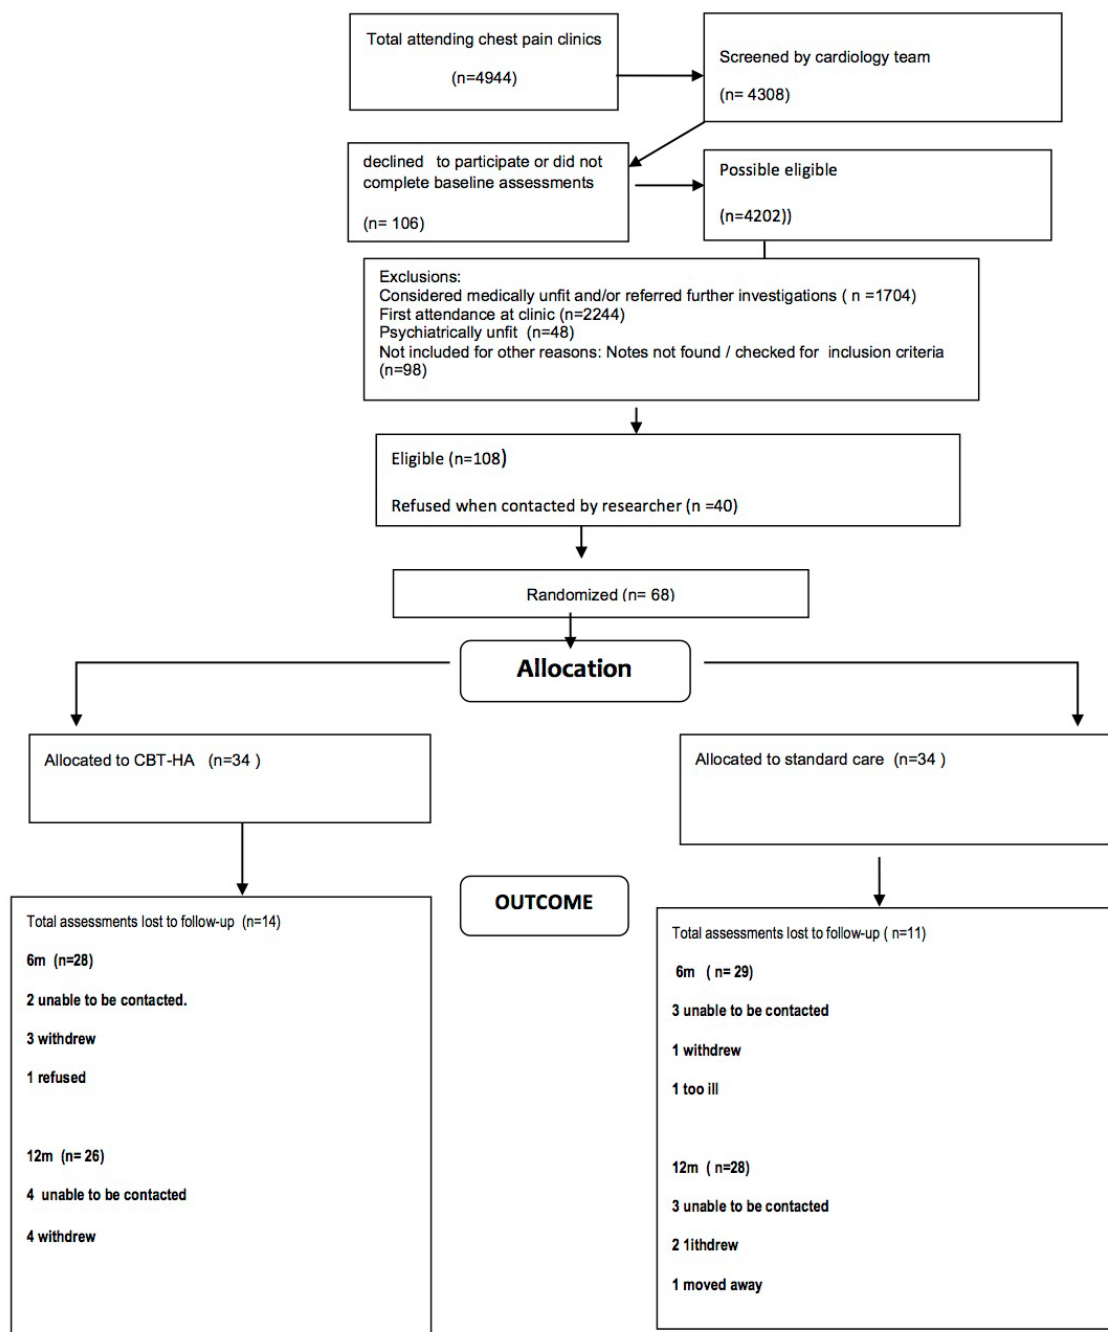 Total attending chest pain clinics
(n=4944)
Screened by cardiology team
(n= 4308)
declined to participate or did not
complete baseline assessments
(n= 106)
Possible eligible
(n=4202))
Exclusions:
Considered medically unfit and/or referred further investigations ( n =1704)
First attendance at clinic (n=2244)
Psychiatrically unfit (n=48)
Not included for other reasons: Notes not found / checked for inclusion criteria
(n=98)
Eligible (n=108)
Refused when contacted by researcher (n =40)
Randomized (n= 68)
Allocation
Allocated to CBT-HA (n=34 )
Allocated to standard care (n=34 )
OUTCOME
Total assessments lost to follow-up (n=14)
6m (n=28)
2 unable to be contacted.
3 withdrew
1 refused
12m (n= 26)
4 unable to be contacted
4 withdrew
Total assessments lost to follow-up ( n=11)
6m ( n= 29)
3 unable to be contacted
1 withdrew
1 too ill
12m ( n=28)
3 unable to be contacted
2 1ithdrew
1 moved away